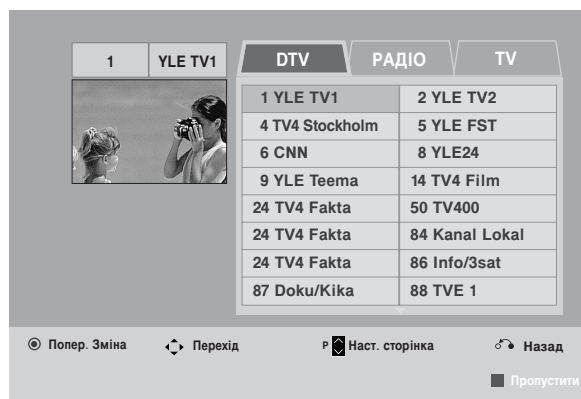 1 YLE TV1
DTV РАДІО TV
1 YLE TV1 2 YLE TV2
4 TV4 Stockholm 5 YLE FST
6 CNN 8 YLE24
9 YLE Teema 14 TV4 Film
24 TV4 Fakta 50 TV400
24 TV4 Fakta 84 Kanal Lokal
24 TV4 Fakta 86 Info/3sat
87 Doku/Kika 88 TVE 1
Попер. Зміна Перехід P Наст. сторінка Назад
Пропустити